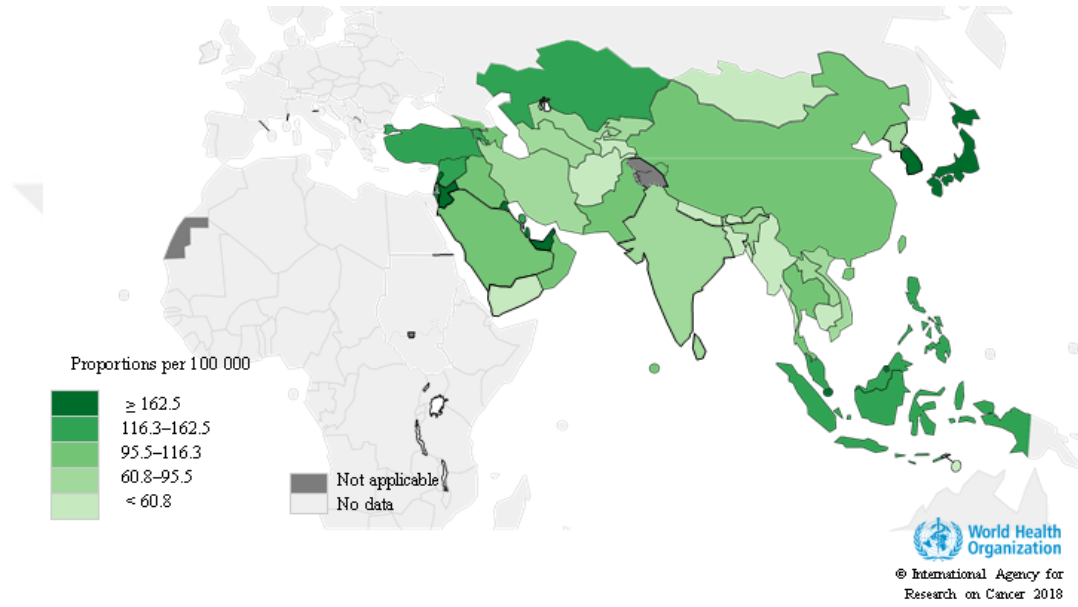 Proportions per 100 000
≥ 162.5
116.3–162.5
95.5–116.3
60.8–95.5
< 60.8
Not applicable
No data
World Health
Organization
© International Agency for
Research on Cancer 2018